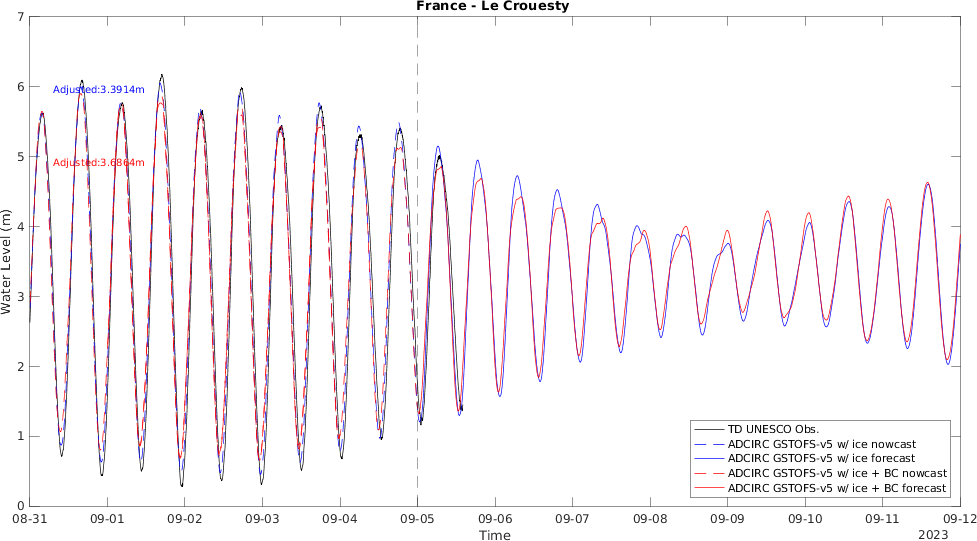 France - Le Crouesty
7
6
5
4
3
2
1
0
Water Level (m)
Adjusted:3.3914m
Adjusted:3.6864m
TD UNESCO Obs.
ADCIRC GSTOFS-v5 w/ ice nowcast
ADCIRC GSTOFS-v5 w/ ice forecast
ADCIRC GSTOFS-v5 w/ ice + BC nowcast
ADCIRC GSTOFS-v5 w/ ice + BC forecast
08-31 09-01 09-02 09-03 09-04 09-05 09-06 09-07 09-08 09-09 09-10 09-11 09-12
Time
2023